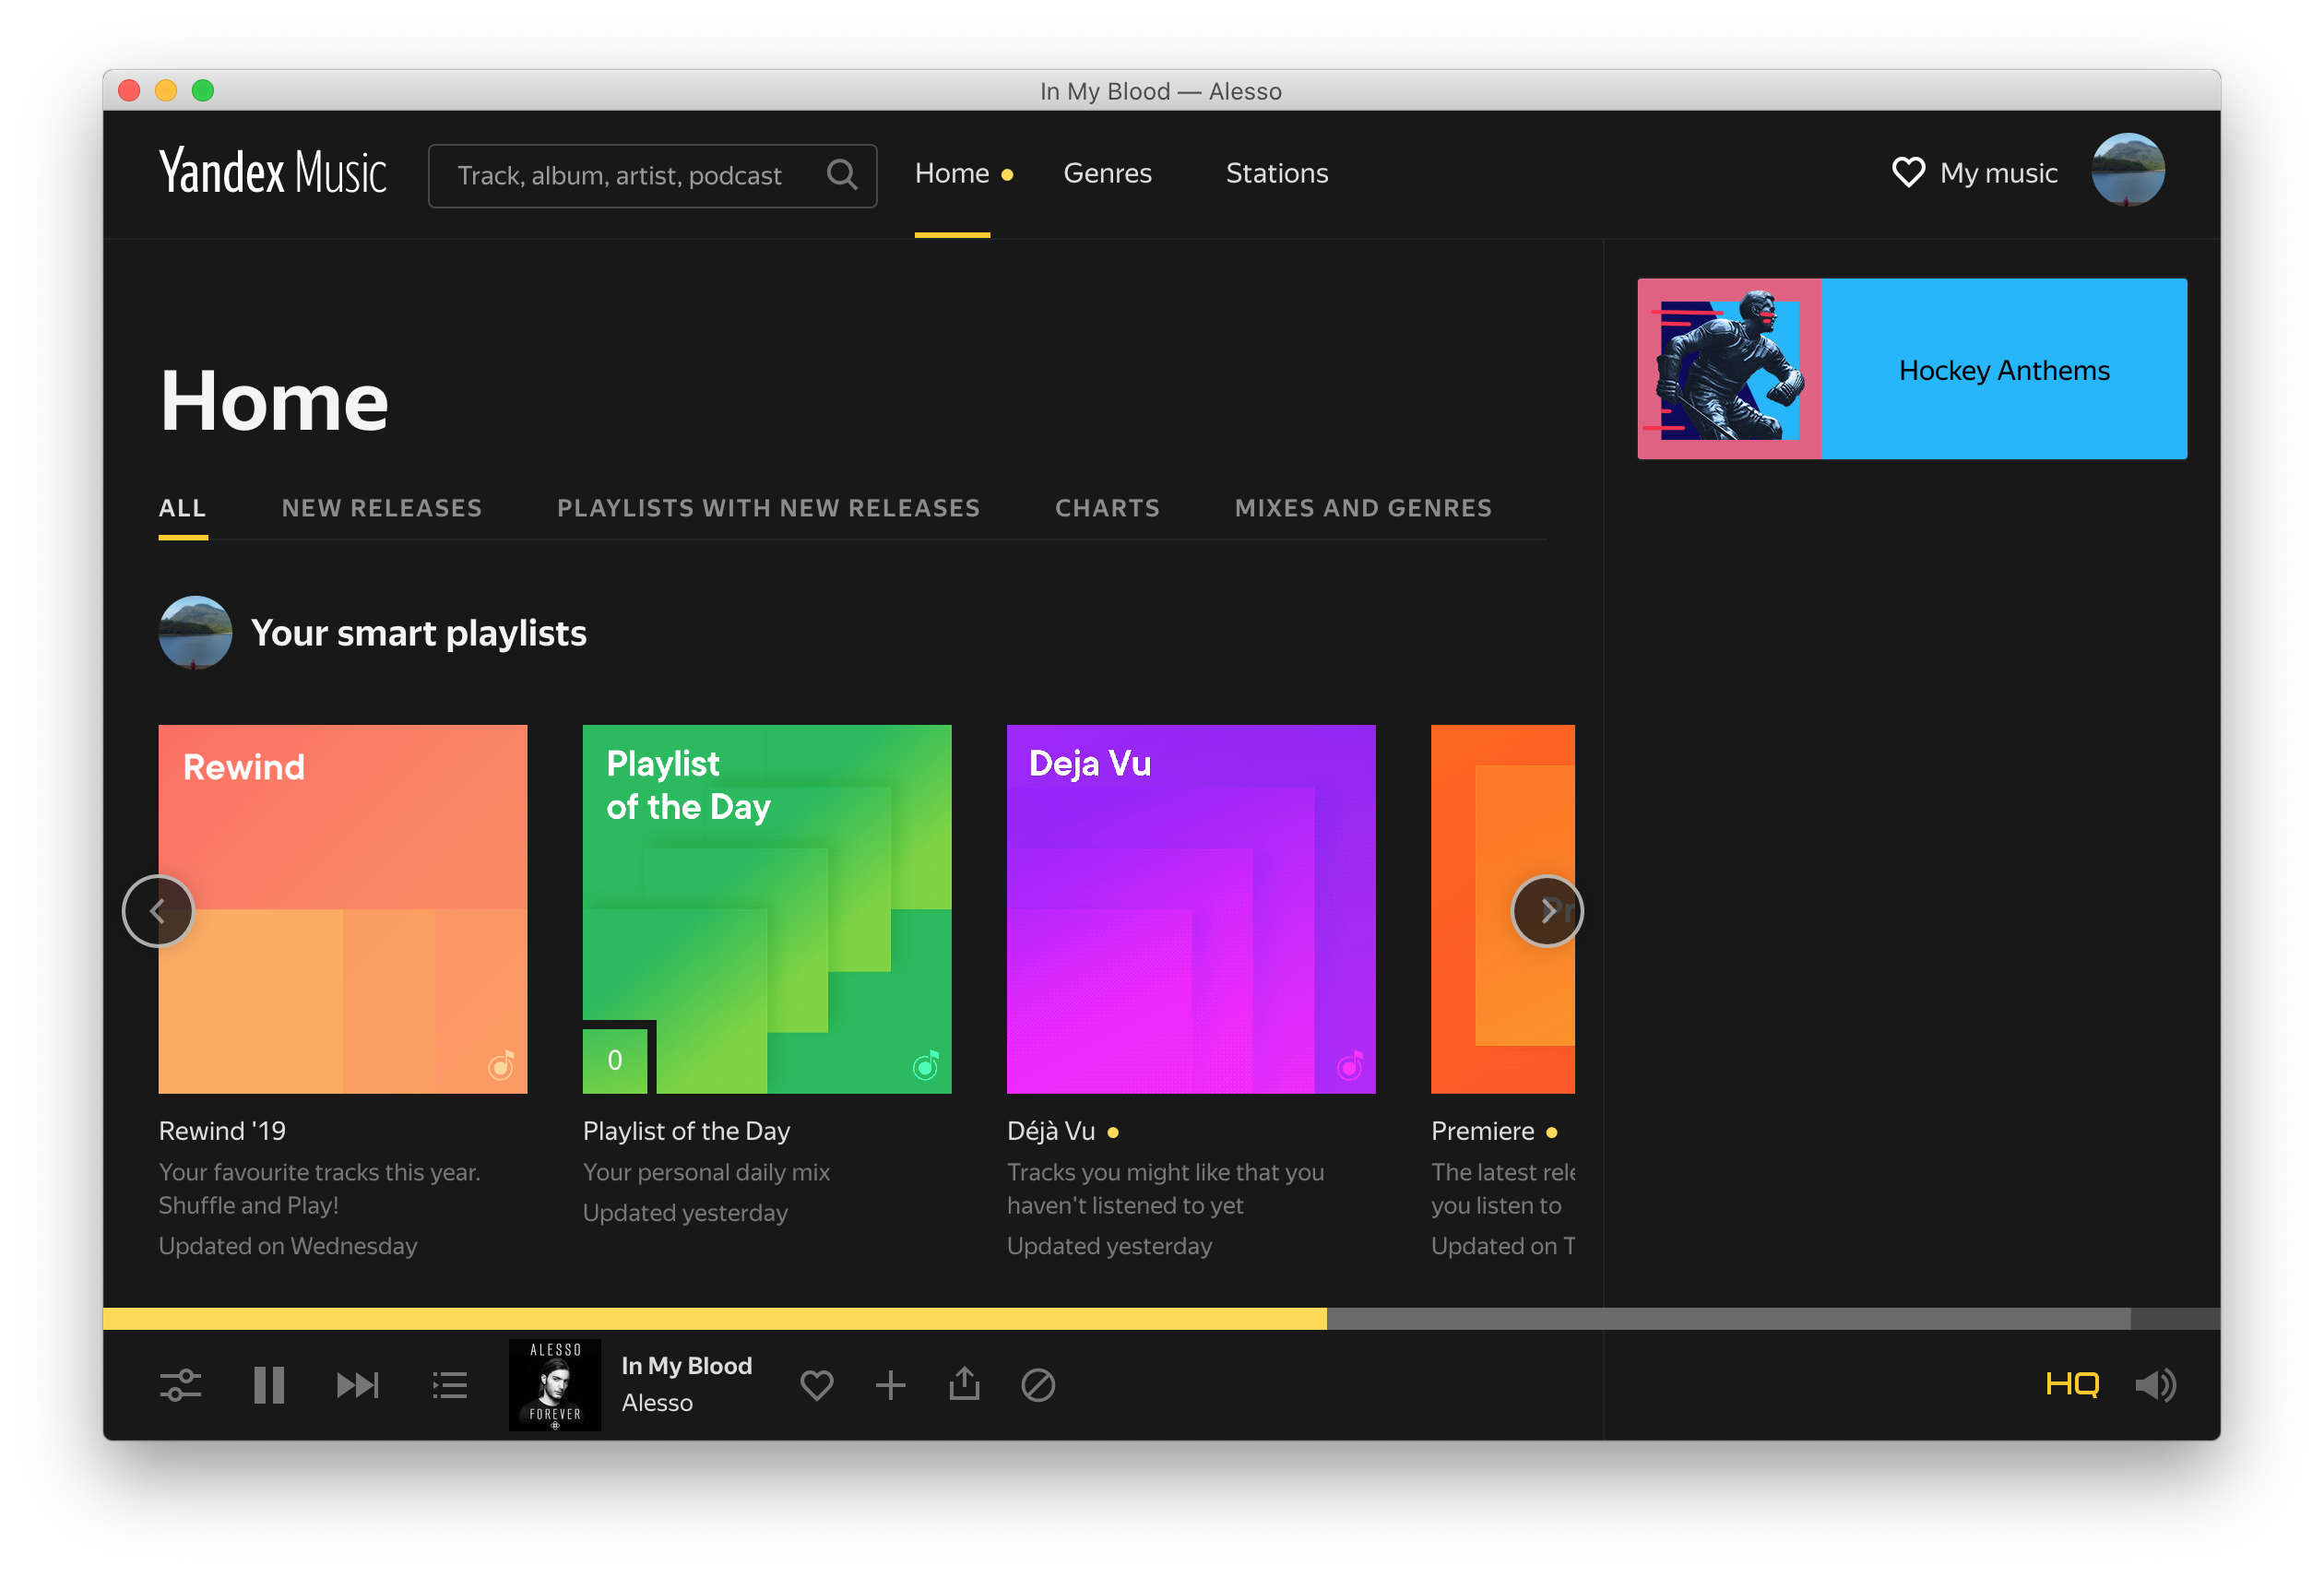 In My Blood — Alesso
Yandex Music
Track, album, artist, podcast
Home
Genres
Stations
My music
Hockey Anthems
Home
ALL
NEW RELEASES
PLAYLISTS WITH NEW RELEASES
CHARTS
MIXES AND GENRES
Your smart playlists
Rewind
Playlist
of the Day
0
Deja Vu
Pr
Rewind '19
Your favourite tracks this year.
Shuffle and Play!
Updated on Wednesday
Playlist of the Day
Your personal daily mix
Updated yesterday
Déjà Vu
Tracks you might like that you
haven't listened to yet
Updated yesterday
Premiere
The latest rele
you listen to
Updated on T
ALESSO
FOREVER
In My Blood
Alesso
HQ